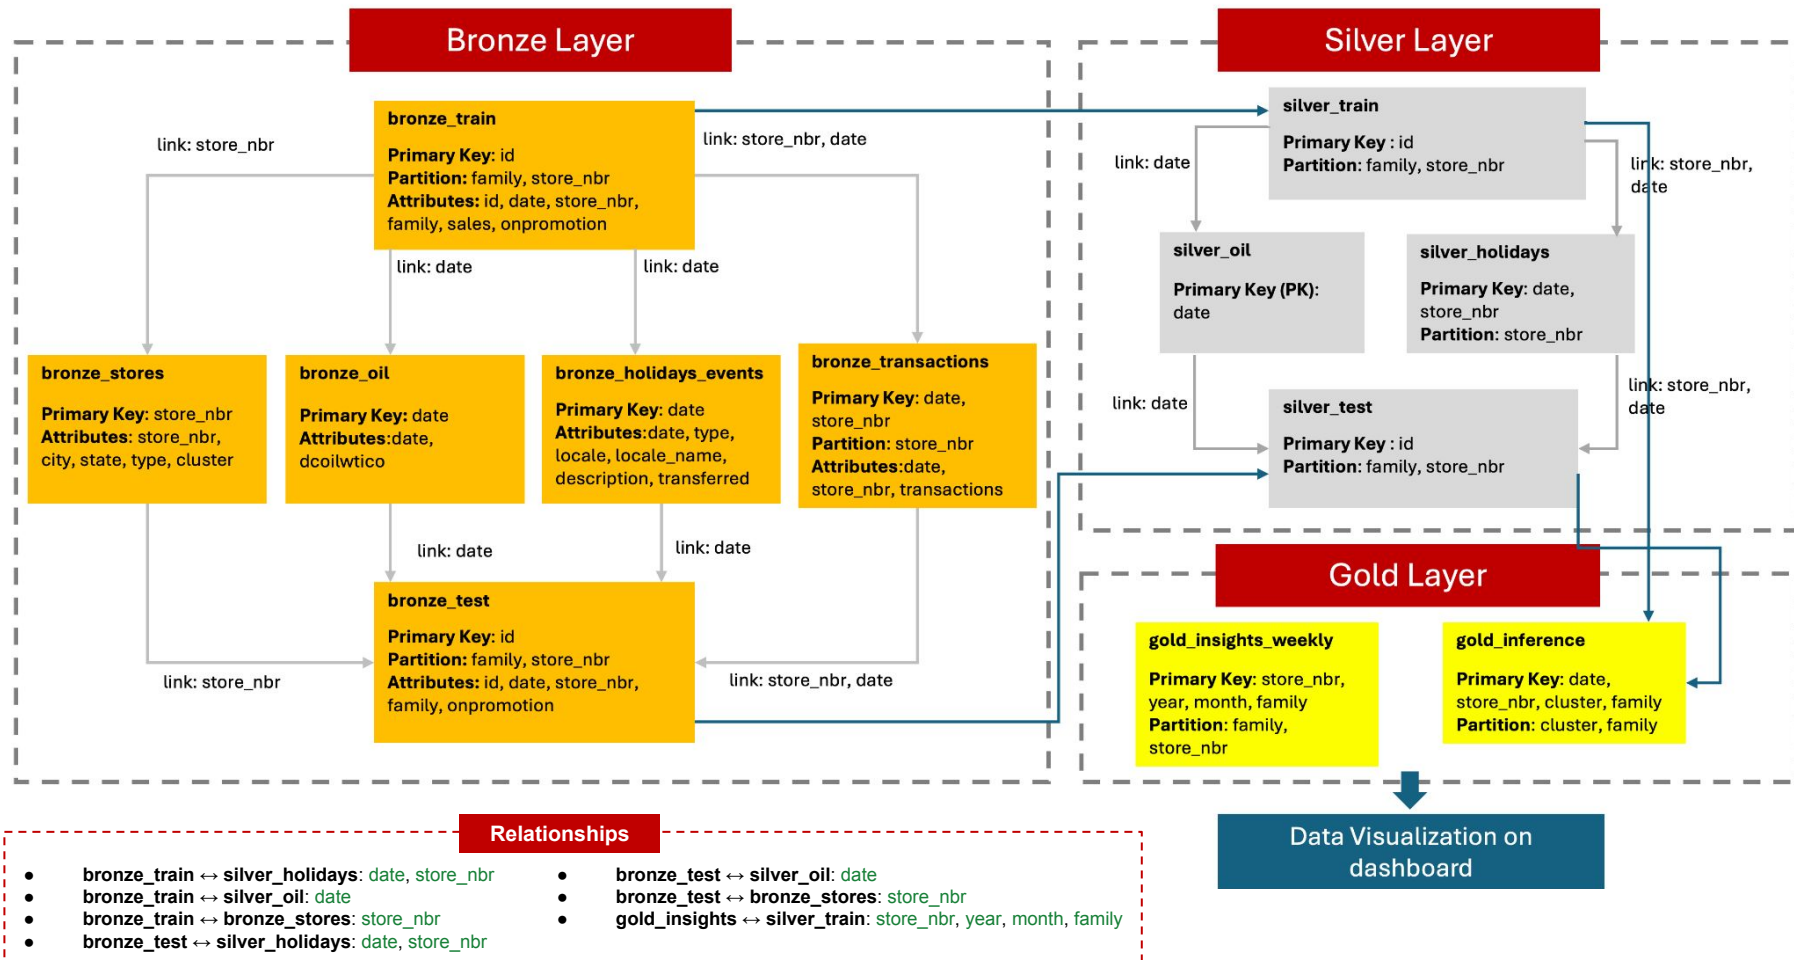 Bronze Layer
bronze_train
Primary Key: id
Partition: family, store_nbr
Attributes: id, date, store_nbr,
family, sales, onpromotion
link: store_nbr
link: store_nbr, date
link: date
link: date
bronze_stores
Primary Key: store_nbr
Attributes: store_nbr,
city, state, type, cluster
bronze_oil
Primary Key: date
Attributes:date,
dcoilwtico
bronze_holidays_events
Primary Key: date
Attributes:date, type,
locale, locale_name,
description, transferred
bronze_transactions
Primary Key: date,
store_nbr
Partition: store_nbr
Attributes:date,
store_nbr, transactions
link: date
link: date
bronze_test
Primary Key: id
Partition: family, store_nbr
Attributes: id, date, store_nbr,
family, onpromotion
link: store_nbr
link: store_nbr, date
Silver Layer
silver_train
Primary Key : id
Partition: family, store_nbr
link: date
link: store_nbr,
date
silver_oil
Primary Key (PK):
date
silver_holidays
Primary Key: date,
store_nbr
Partition: store_nbr
link: date
link: store_nbr,
date
silver_test
Primary Key : id
Partition: family, store_nbr
Gold Layer
gold_insights_weekly
Primary Key: store_nbr,
year, month, family
Partition: family,
store_nbr
gold_inference
Primary Key: date,
store_nbr, cluster, family
Partition: cluster, family
Data Visualization on
dashboard
Relationships
● bronze_train ↔ silver_holidays: date, store_nbr
● bronze_train ↔ silver_oil: date
● bronze_train ↔ bronze_stores: store_nbr
● bronze_test ↔ silver_holidays: date, store_nbr
● bronze_test ↔ silver_oil: date
● bronze_test ↔ bronze_stores: store_nbr
● gold_insights ↔ silver_train: store_nbr, year, month, family